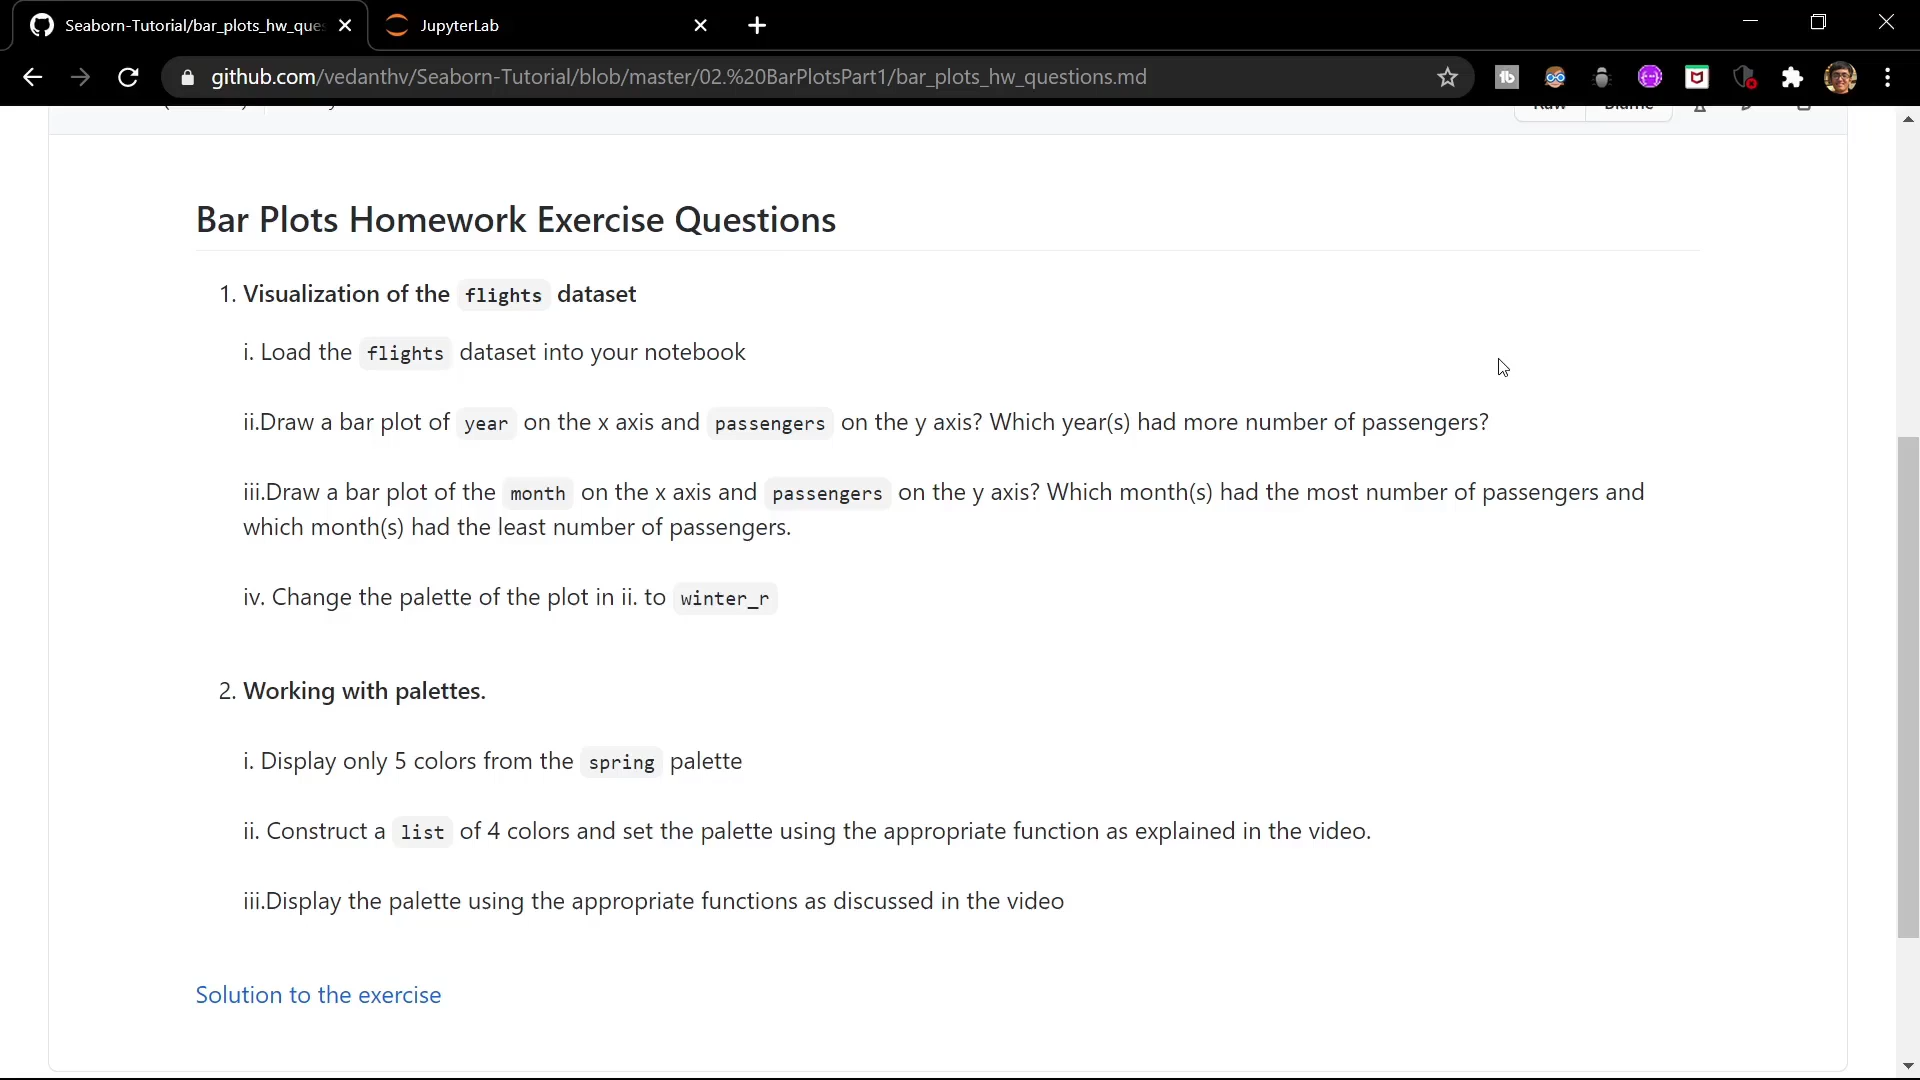 Seaborn-Tutorial/bar_plots_hw_ques
JupyterLab
github.com/vedanthv/Seaborn-Tutorial/blob/master/02.%20BarPlotsPart1/bar_plots_hw_questions.md
Raw Blame
Bar Plots Homework Exercise Questions
1. Visualization of the flights dataset
i. Load the flights dataset into your notebook
ii.Draw a bar plot of year on the x axis and passengers on the y axis? Which year(s) had more number of passengers?
iii.Draw a bar plot of the month on the x axis and passengers on the y axis? Which month(s) had the most number of passengers and
which month(s) had the least number of passengers.
iv. Change the palette of the plot in ii. to winter_r
2. Working with palettes.
i. Display only 5 colors from the spring palette
ii. Construct a list of 4 colors and set the palette using the appropriate function as explained in the video.
iii.Display the palette using the appropriate functions as discussed in the video
Solution to the exercise